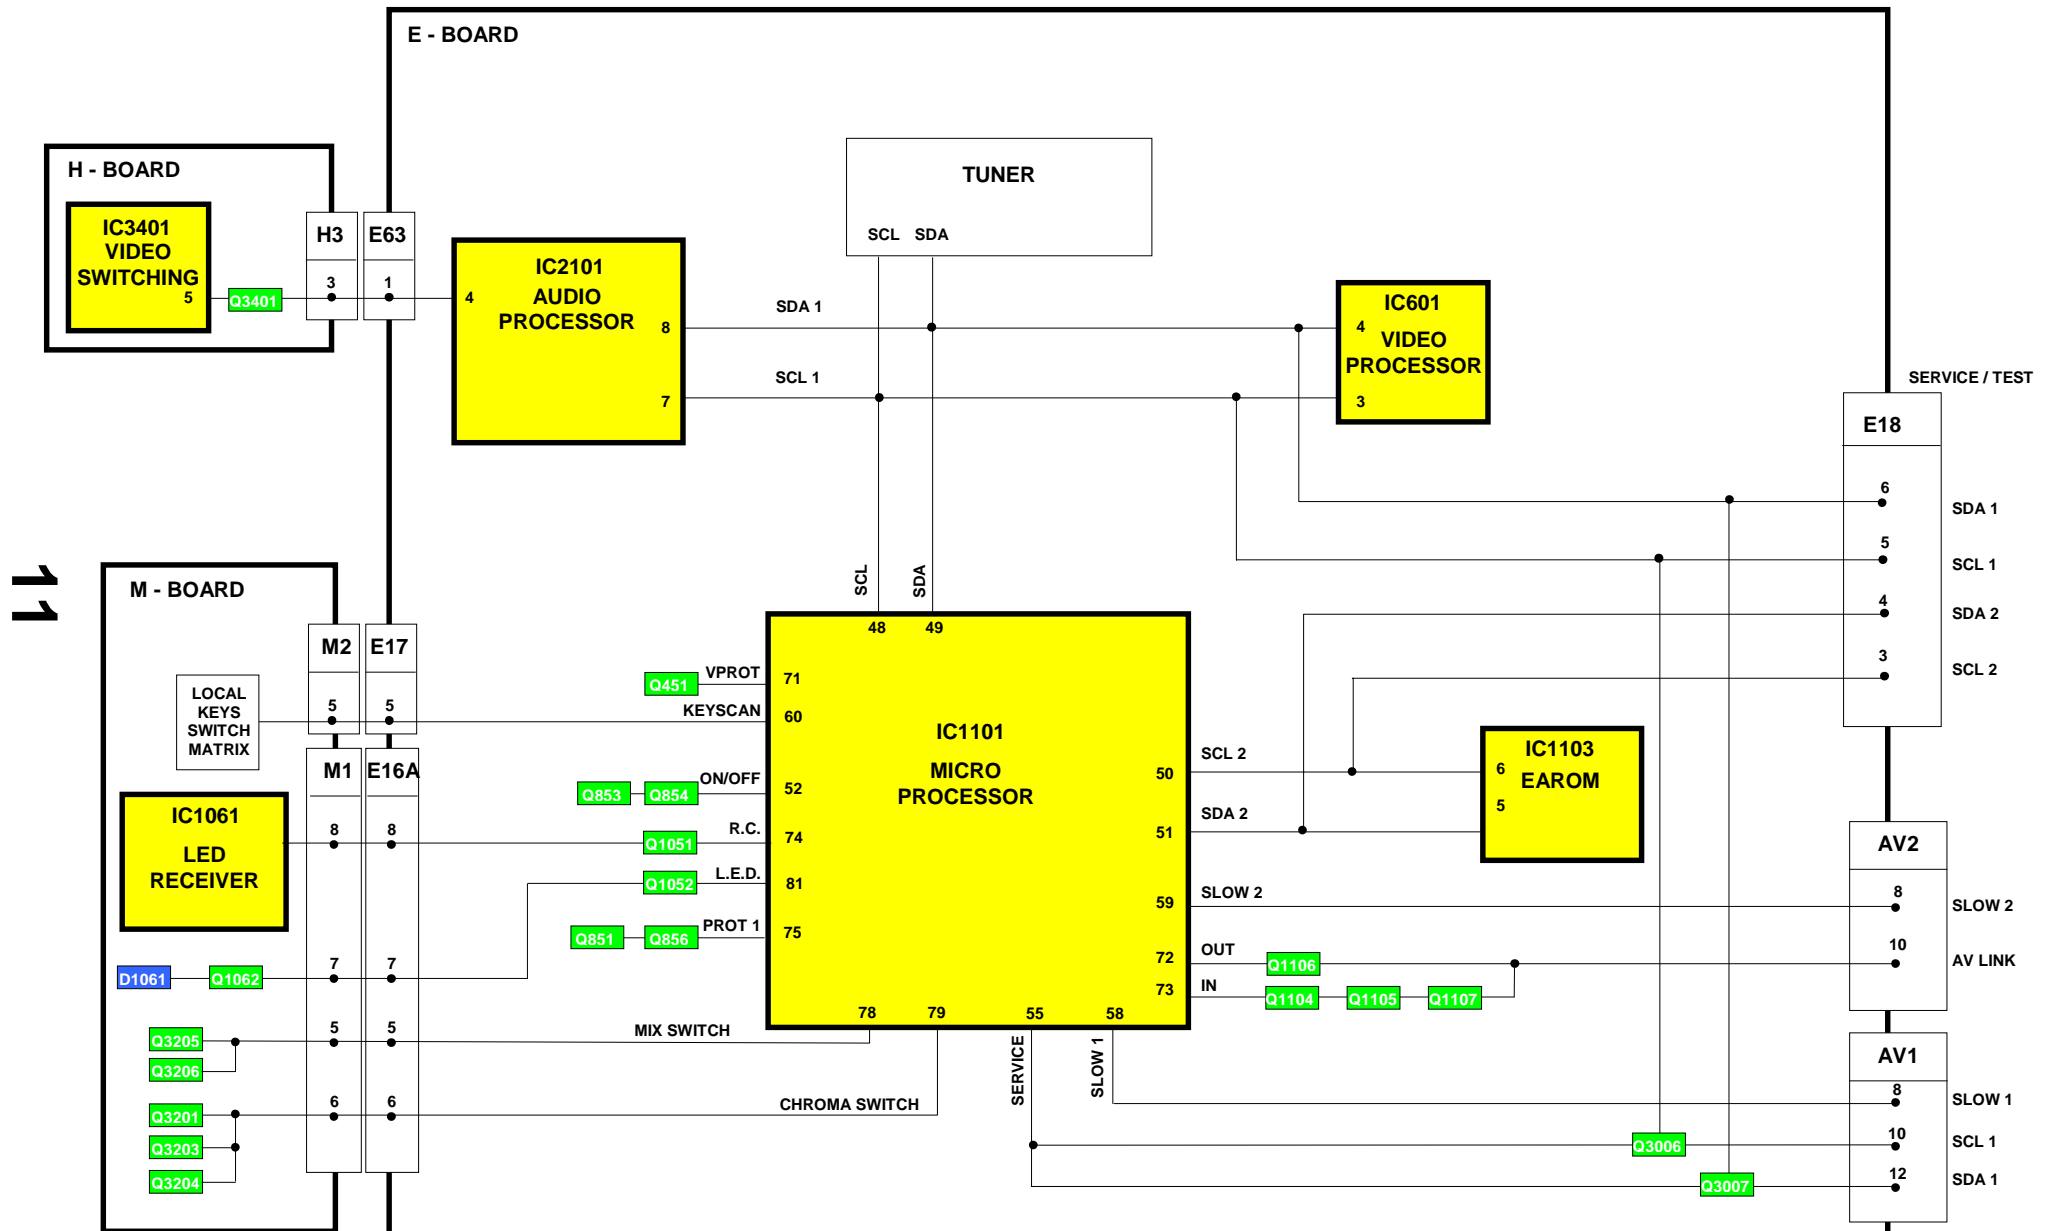 E - BOARD
H - BOARD
IC3401
VIDEO
SWITCHING
5
Q3401
H3
3
E63
1
IC2101
AUDIO
PROCESSOR
4
8
7
TUNER
SCL SDA
SDA 1
SCL 1
IC601
VIDEO
PROCESSOR
4
3
SERVICE / TEST
E18
6
SDA 1
5
SCL 1
4
SDA 2
3
SCL 2
11
M - BOARD
M2
5
E17
5
LOCAL
KEYS
SWITCH
MATRIX
M1
E16A
IC1061
LED
RECEIVER
8 8
D1061
Q1062
7 7
Q3205
Q3206
5 5
MIX SWITCH
Q3201
Q3203
Q3204
6 6
CHROMA SWITCH
SCL
SDA
48 49
IC1101
MICRO
PROCESSOR
Q451
VPROT
71
KEYSCAN
60
Q853
Q854
ON/OFF
52
Q1051
R.C.
74
Q1052
L.E.D.
81
Q851
Q856
PROT 1
75
78 79 55 58
SERVICE
SLOW 1
50
SCL 2
51
SDA 2
59
SLOW 2
72
OUT
Q1106
73
IN
Q1104
Q1105
Q1107
IC1103
EAROM
6
5
AV2
8
SLOW 2
10
AV LINK
AV1
8
SLOW 1
Q3006
10
SCL 1
Q3007
12
SDA 1